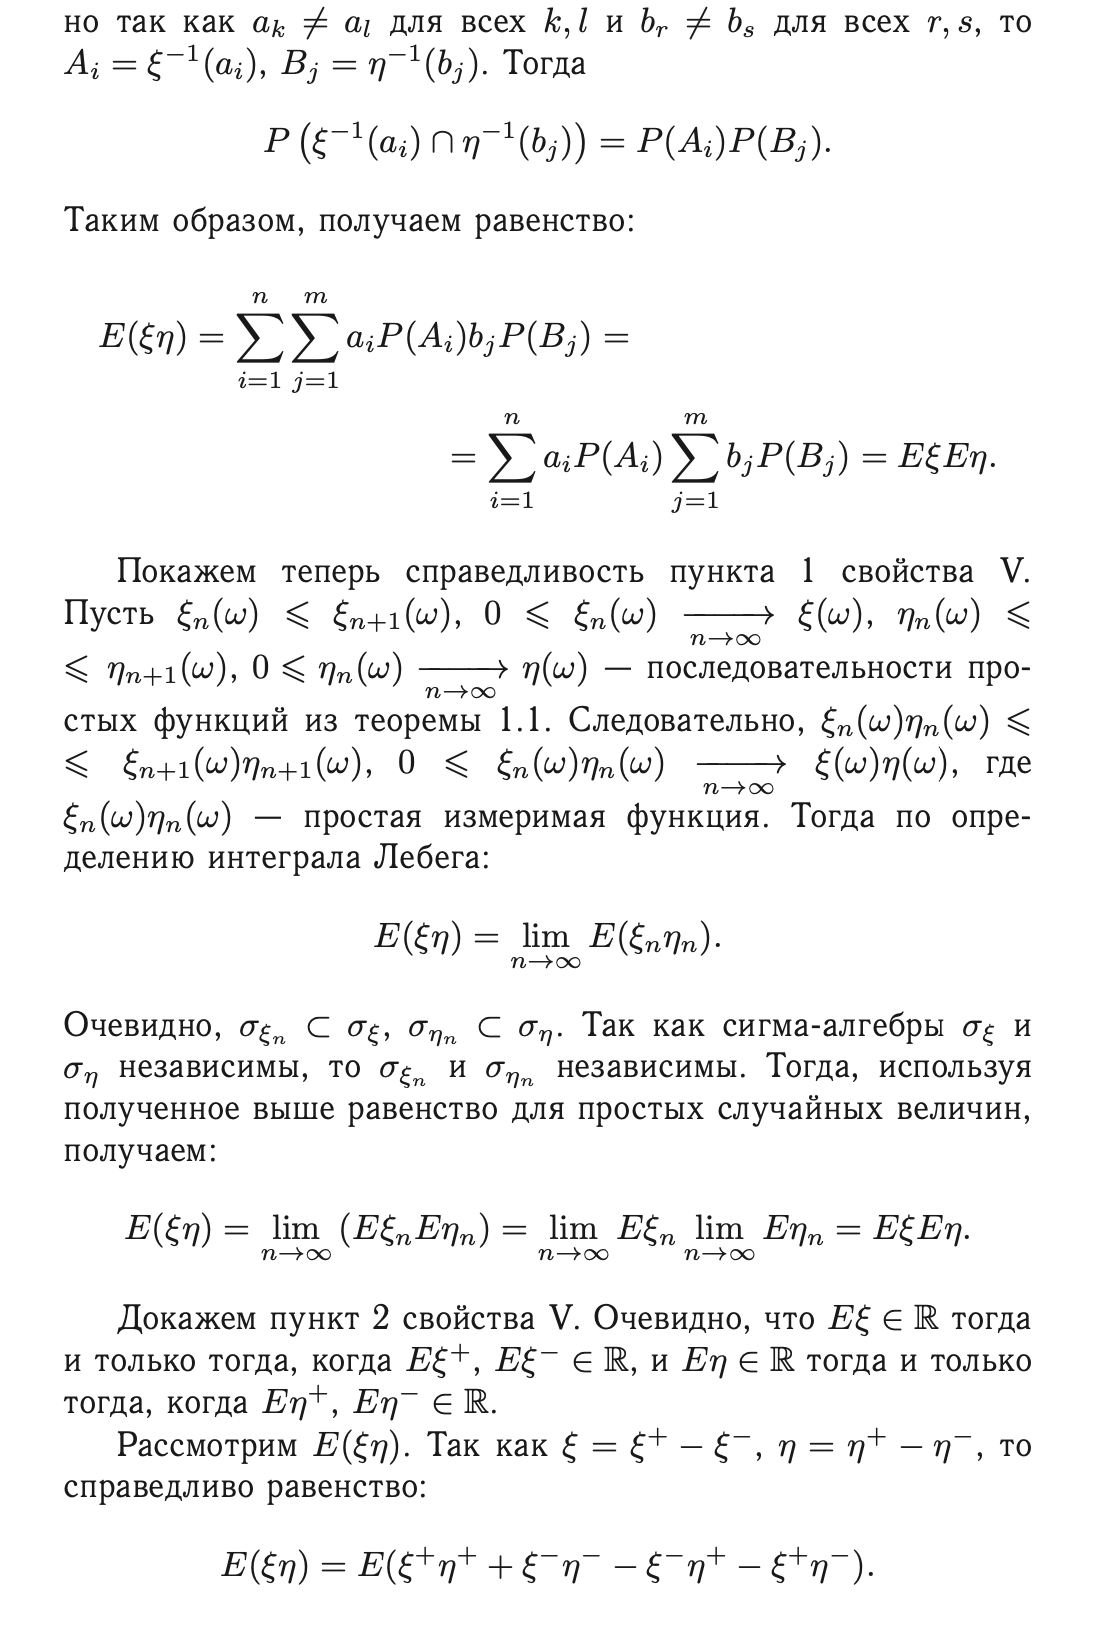 но так как $a_k \neq a_l$ для всех $k, l$ и $b_r \neq b_s$ для всех $r, s$, то
$A_i = \xi^{-1}(a_i)$, $B_j = \eta^{-1}(b_j)$. Тогда
$P\left(\xi^{-1}(a_i) \cap \eta^{-1}(b_j)\right) = P(A_i)P(B_j).$
Таким образом, получаем равенство:
$E(\xi\eta) = \sum_{i=1}^{n} \sum_{j=1}^{m} a_i P(A_i) b_j P(B_j) =$
$= \sum_{i=1}^{n} a_i P(A_i) \sum_{j=1}^{m} b_j P(B_j) = E\xi E\eta.$
Покажем теперь справедливость пункта 1 свойства V.
Пусть $\xi_n(\omega) \leqslant \xi_{n+1}(\omega)$, $0 \leqslant \xi_n(\omega) \xrightarrow[n\to\infty]{} \xi(\omega)$, $\eta_n(\omega) \leqslant$
$\leqslant \eta_{n+1}(\omega)$, $0 \leqslant \eta_n(\omega) \xrightarrow[n\to\infty]{} \eta(\omega)$ — последовательности про-
стых функций из теоремы 1.1. Следовательно, $\xi_n(\omega)\eta_n(\omega) \leqslant$
$\leqslant \xi_{n+1}(\omega)\eta_{n+1}(\omega)$, $0 \leqslant \xi_n(\omega)\eta_n(\omega) \xrightarrow[n\to\infty]{} \xi(\omega)\eta(\omega)$, где
$\xi_n(\omega)\eta_n(\omega)$ — простая измеримая функция. Тогда по опре-
делению интеграла Лебега:
$E(\xi\eta) = \lim_{n\to\infty} E(\xi_n\eta_n).$
Очевидно, $\sigma_{\xi_n} \subset \sigma_\xi$, $\sigma_{\eta_n} \subset \sigma_\eta$. Так как сигма-алгебры $\sigma_\xi$ и
$\sigma_\eta$ независимы, то $\sigma_{\xi_n}$ и $\sigma_{\eta_n}$ независимы. Тогда, используя
полученное выше равенство для простых случайных величин,
получаем:
$E(\xi\eta) = \lim_{n\to\infty} (E\xi_n E\eta_n) = \lim_{n\to\infty} E\xi_n \lim_{n\to\infty} E\eta_n = E\xi E\eta.$
Докажем пункт 2 свойства V. Очевидно, что $E\xi \in \mathbb{R}$ тогда
и только тогда, когда $E\xi^+$, $E\xi^- \in \mathbb{R}$, и $E\eta \in \mathbb{R}$ тогда и только
тогда, когда $E\eta^+$, $E\eta^- \in \mathbb{R}$.
Рассмотрим $E(\xi\eta)$. Так как $\xi = \xi^+ - \xi^-$, $\eta = \eta^+ - \eta^-$, то
справедливо равенство:
$E(\xi\eta) = E(\xi^+\eta^+ + \xi^-\eta^- - \xi^-\eta^+ - \xi^+\eta^-).$